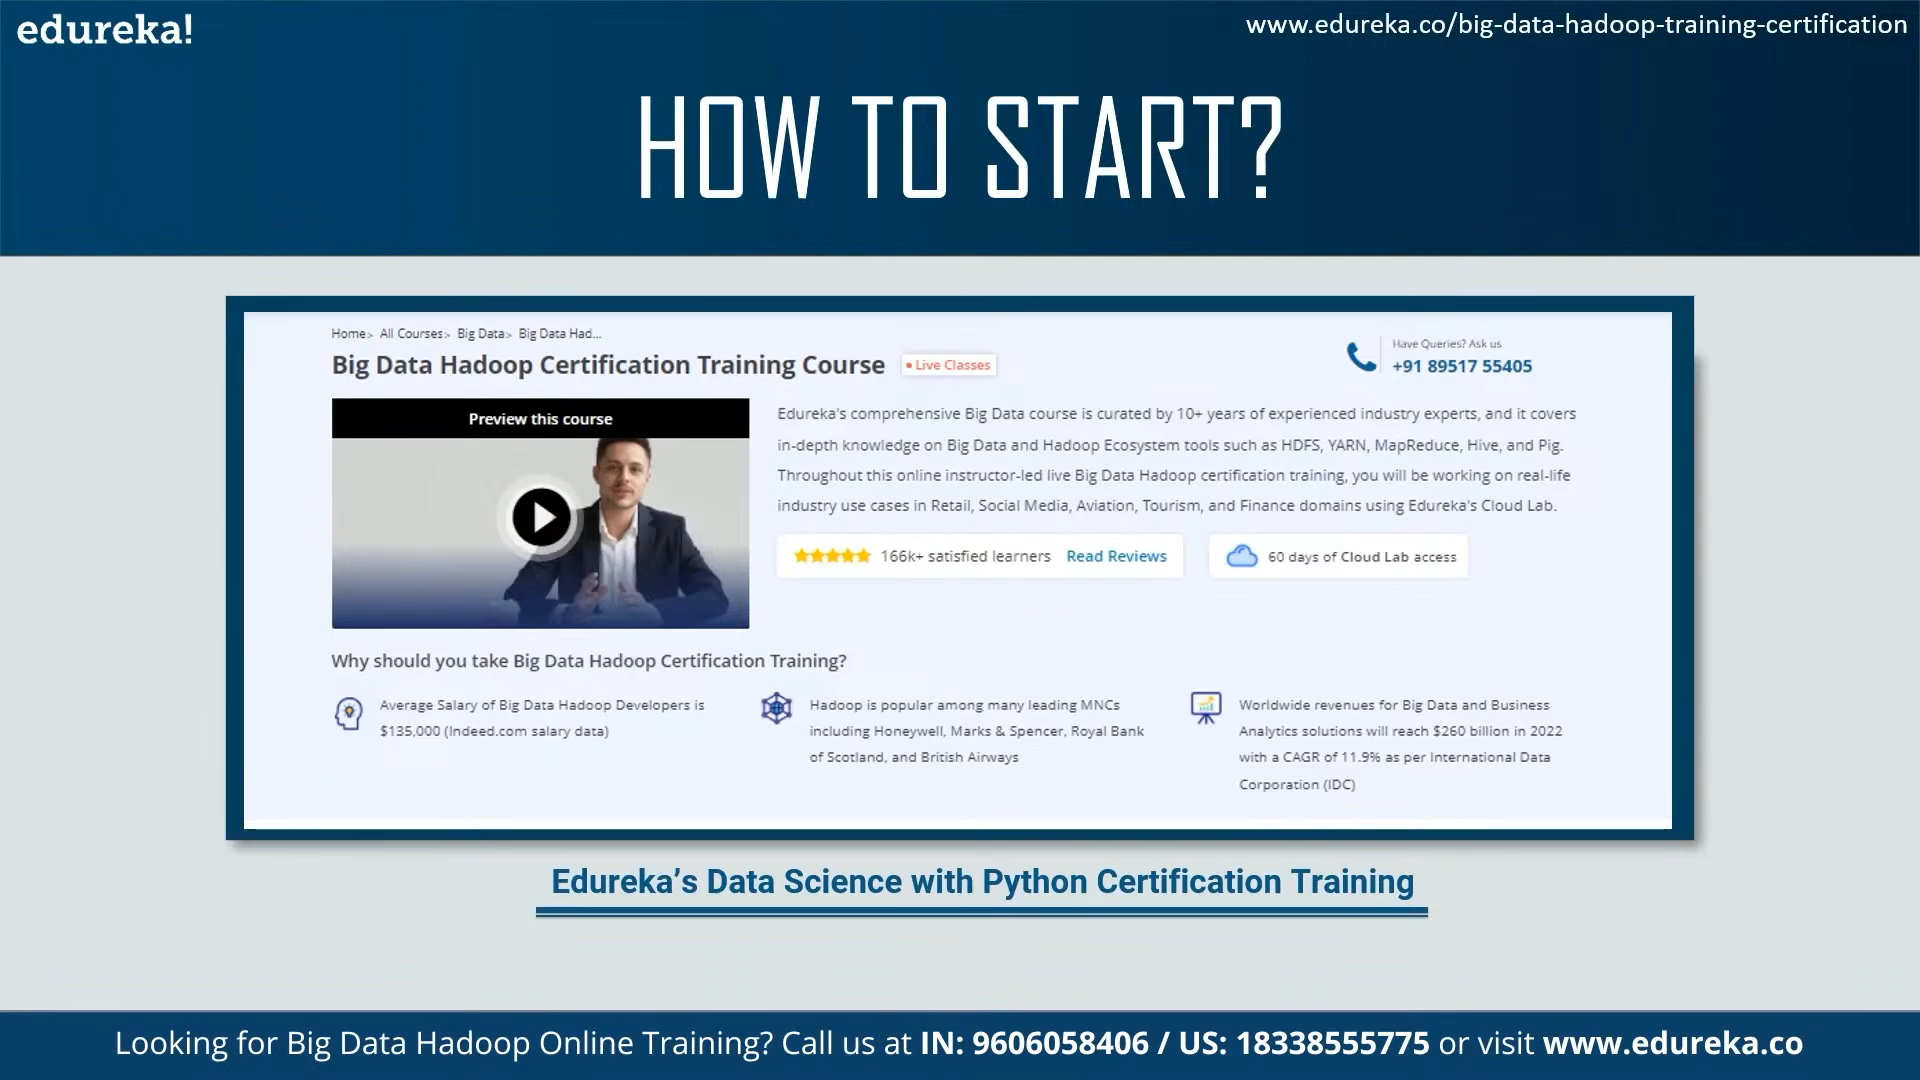 edureka!
www.edureka.co/big-data-hadoop-training-certification
HOW TO START?
Home> All Courses> Big Data> Big Data Had...
Big Data Hadoop Certification Training Course
• Live Classes
Have Queries? Ask us
+91 89517 55405
Preview this course
Edureka's comprehensive Big Data course is curated by 10+ years of experienced industry experts, and it covers
in-depth knowledge on Big Data and Hadoop Ecosystem tools such as HDFS, YARN, MapReduce, Hive, and Pig.
Throughout this online instructor-led live Big Data Hadoop certification training, you will be working on real-life
industry use cases in Retail, Social Media, Aviation, Tourism, and Finance domains using Edureka's Cloud Lab.
166k+ satisfied learners Read Reviews
60 days of Cloud Lab access
Why should you take Big Data Hadoop Certification Training?
Average Salary of Big Data Hadoop Developers is
$135,000 (Indeed.com salary data)
Hadoop is popular among many leading MNCs
including Honeywell, Marks & Spencer, Royal Bank
of Scotland, and British Airways
Worldwide revenues for Big Data and Business
Analytics solutions will reach $260 billion in 2022
with a CAGR of 11.9% as per International Data
Corporation (IDC)
Edureka’s Data Science with Python Certification Training
Looking for Big Data Hadoop Online Training? Call us at IN: 9606058406 / US: 18338555775 or visit www.edureka.co